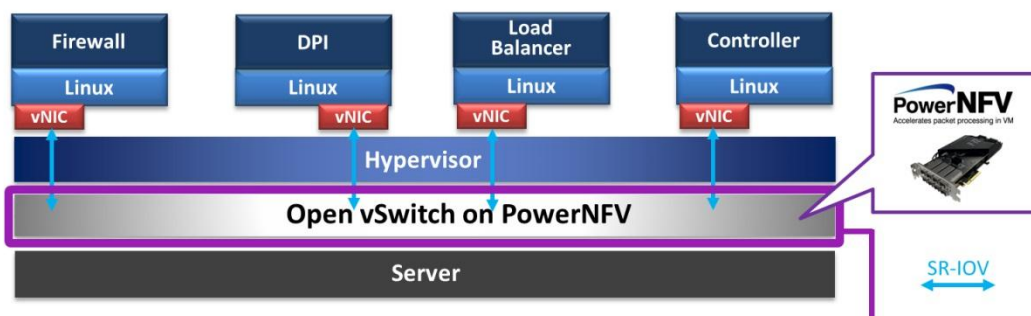 Firewall
DPI
Load
Balancer
Controller
Linux
Linux
Linux
Linux
vNIC
vNIC
vNIC
vNIC
PowerNFV
Accelerates packet processing in VM
Hypervisor
Open vSwitch on PowerNFV
Server
SR-IOV